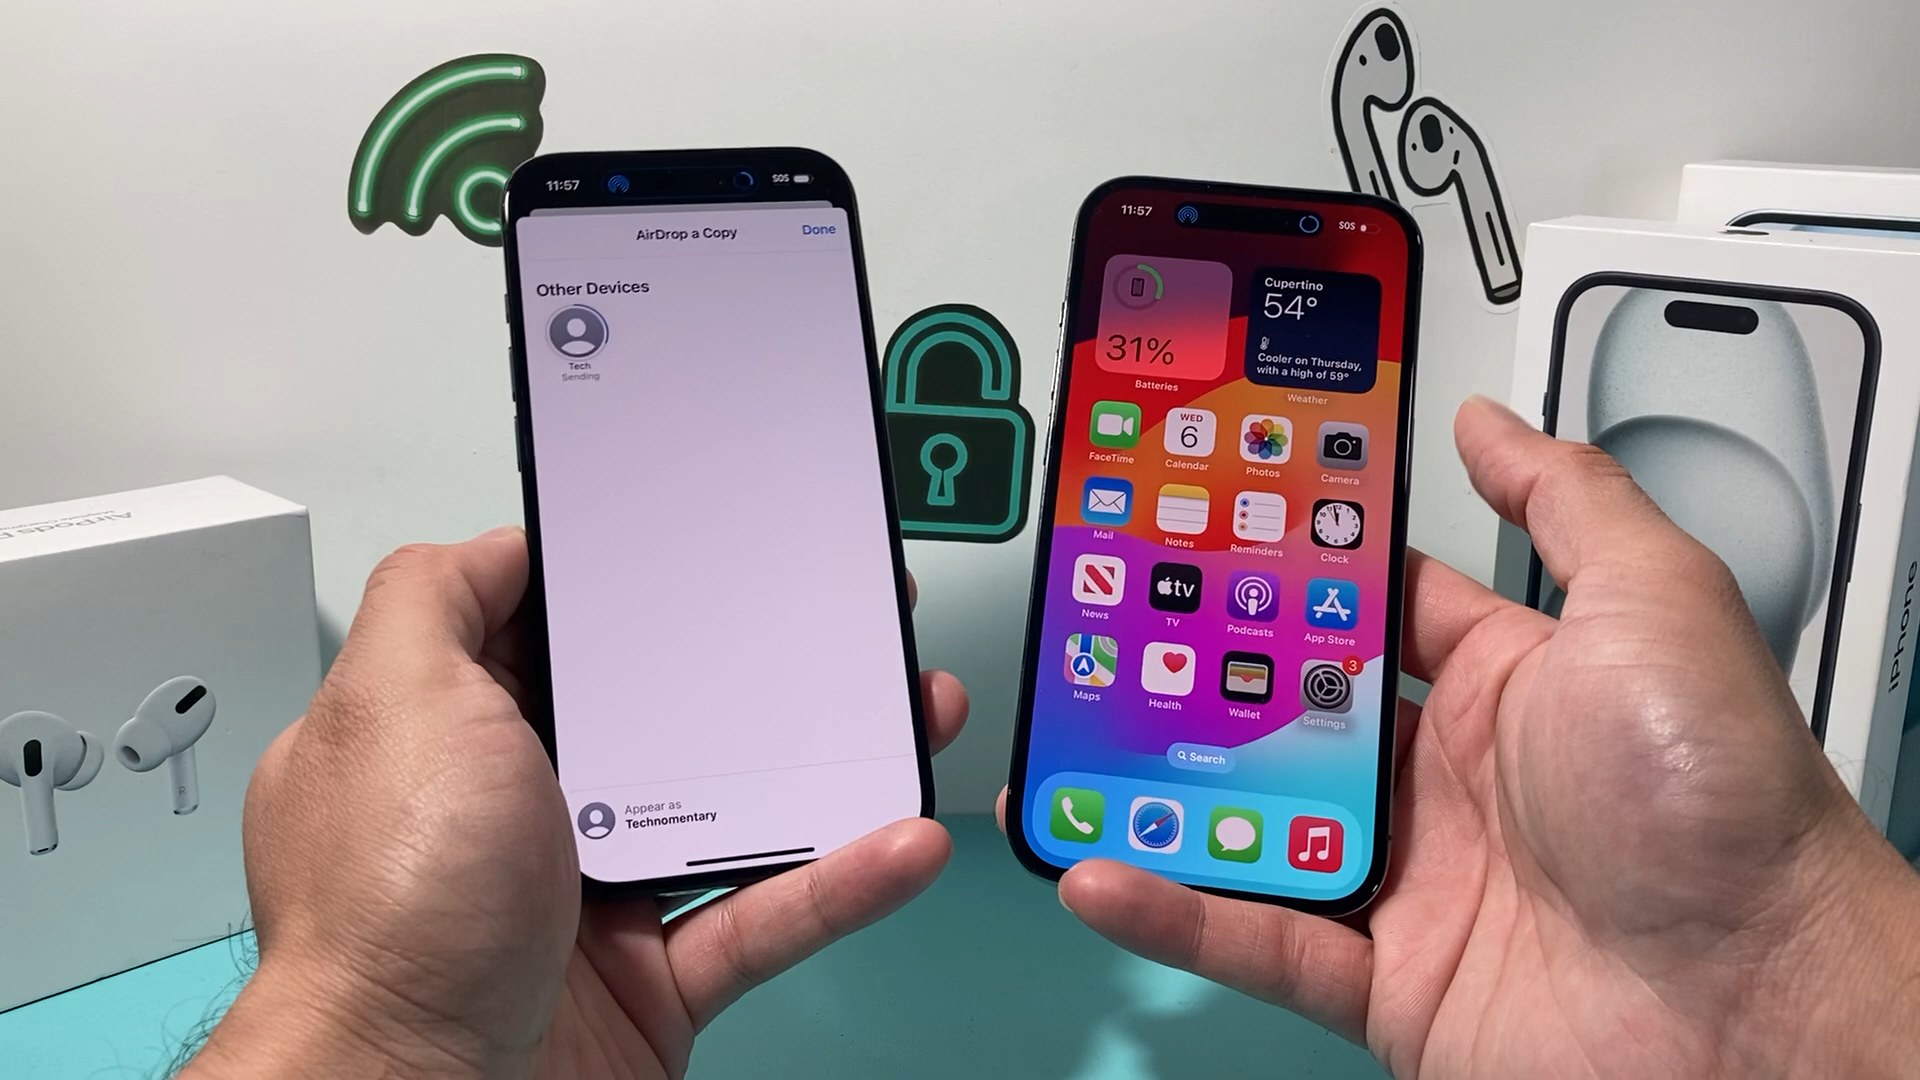 11:57
SOS
AirDrop a Copy
Done
Other Devices
Tech
Sending
Appear as
Technomentary
11:57
SOS
31%
Batteries
Cupertino
54°
Cooler on Thursday,
with a high of 59°
Weather
FaceTime
WED
6
Calendar
Photos
Camera
Mail
Notes
Reminders
Clock
News
tv
TV
Podcasts
App Store
Maps
Health
Wallet
3
Settings
Search
AirPods
R
iPhone